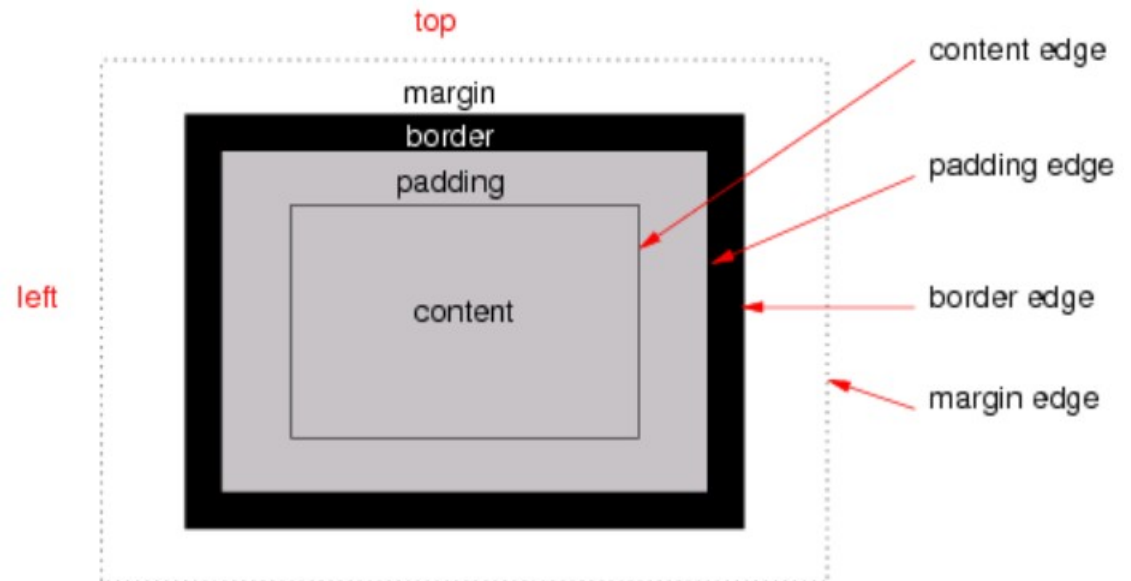 top
content edge
margin
border
padding edge
padding
left
content
border edge
margin edge